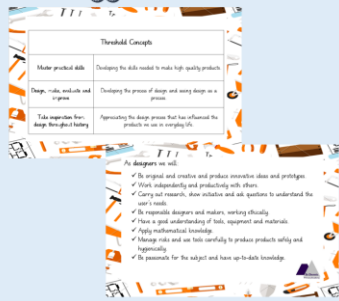 Threshold Concepts
Master practical skills
Developing the skills needed to make high quality products.
Design, make, evaluate and
improve
Developing the process of design and seeing design as a
process.
Take inspiration from
design throughout history
Appreciating the design process that has influenced the
products we use in everyday life.
As designers we will:
✓ Be original and creative and produce innovative ideas and prototypes.
✓ Work independently and productively with others.
✓ Carry out research, show initiative and ask questions to understand the
user's needs.
✓ Be responsible designers and makers, working ethically.
✓ Have a good understanding of tools, equipment and materials.
✓ Apply mathematical knowledge.
✓ Manage risks and use tools carefully to produce products safely and
hygienically.
✓ Be passionate for the subject and have up-to-date knowledge.